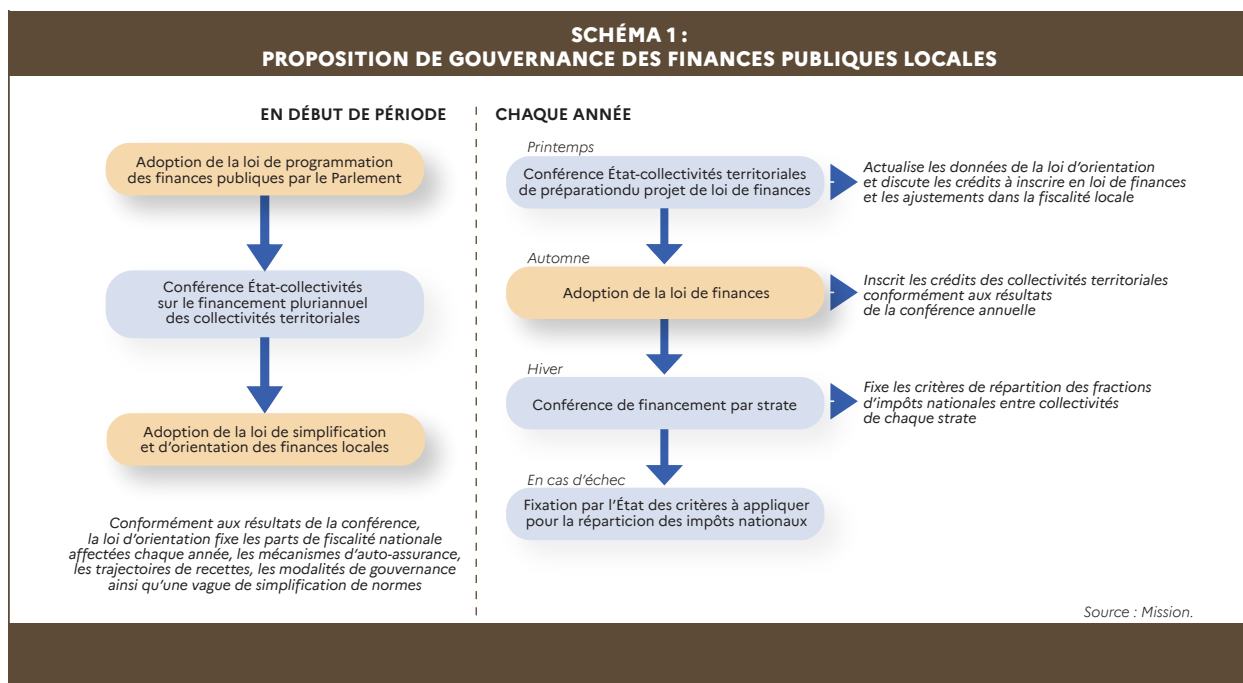 SCHÉMA 1 :
PROPOSITION DE GOUVERNANCE DES FINANCES PUBLIQUES LOCALES
EN DÉBUT DE PÉRIODE
Adoption de la loi de programmation
des finances publiques par le Parlement
Conférence État-collectivités
sur le financement pluriannuel
des collectivités territoriales
Adoption de la loi de simplification
et d'orientation des finances locales
Conformément aux résultats de la conférence,
la loi d'orientation fixe les parts de fiscalité nationale
affectées chaque année, les mécanismes d'auto-assurance,
les trajectoires de recettes, les modalités de gouvernance
ainsi qu'une vague de simplification de normes
CHAQUE ANNÉE
Printemps
Conférence État-collectivités territoriales
de préparationdu projet de loi de finances
Actualise les données de la loi d'orientation
et discute les crédits à inscrire en loi de finances
et les ajustements dans la fiscalité locale
Automne
Adoption de la loi de finances
Inscrit les crédits des collectivités territoriales
conformément aux résultats
de la conférence annuelle
Hiver
Conférence de financement par strate
Fixe les critères de répartition des fractions
d'impôts nationales entre collectivités
de chaque strate
En cas d'échec
Fixation par l'État des critères à appliquer
pour la réparticion des impôts nationaux
Source : Mission.